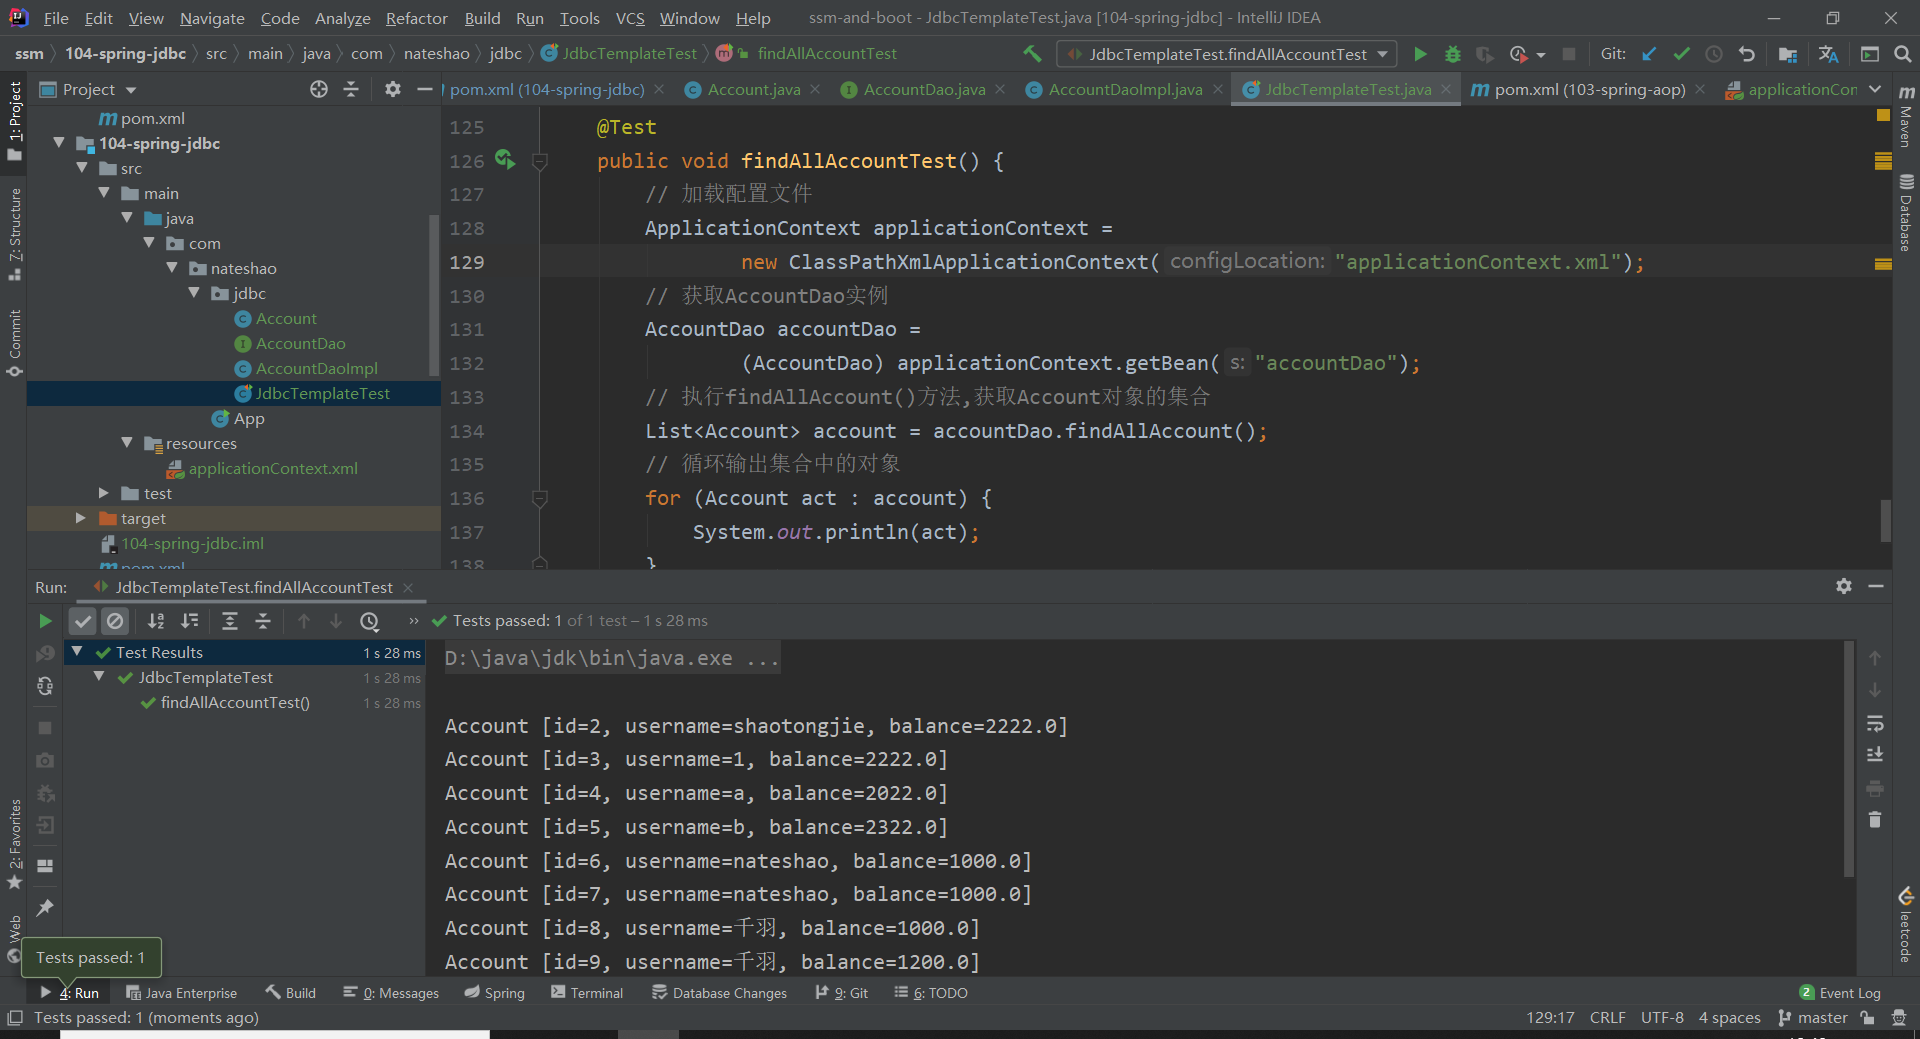 File Edit View Navigate Code Analyze Refactor Build Run Tools VCS Window Help ssm-and-boot - JdbcTemplateTest.java [104-spring-jdbc] - IntelliJ IDEA
ssm 104-spring-jdbc src main java com nateshao jdbc JdbcTemplateTest findAllAccountTest JdbcTemplateTest.findAllAccountTest Git:
Project
pom.xml (104-spring-jdbc) Account.java AccountDao.java AccountDaoImpl.java JdbcTemplateTest.java pom.xml (103-spring-aop) applicationCon
1: Project
7: Structure
Commit
2: Favorites
Web
pom.xml
104-spring-jdbc
src
main
java
com
nateshao
jdbc
Account
AccountDao
AccountDaoImpl
JdbcTemplateTest
App
resources
applicationContext.xml
test
target
104-spring-jdbc.iml
pom.xml
125 @Test
126 public void findAllAccountTest() {
127 // 加载配置文件
128 ApplicationContext applicationContext =
129 new ClassPathXmlApplicationContext( configLocation: "applicationContext.xml");
130 // 获取AccountDao实例
131 AccountDao accountDao =
132 (AccountDao) applicationContext.getBean( s: "accountDao");
133 // 执行findAllAccount()方法,获取Account对象的集合
134 List<Account> account = accountDao.findAllAccount();
135 // 循环输出集合中的对象
136 for (Account act : account) {
137 System.out.println(act);
138 }
Maven
Database
leetcode
Run: JdbcTemplateTest.findAllAccountTest
Tests passed: 1 of 1 test – 1 s 28 ms
Test Results 1 s 28 ms
JdbcTemplateTest 1 s 28 ms
findAllAccountTest() 1 s 28 ms
D:\java\jdk\bin\java.exe ...
Account [id=2, username=shaotongjie, balance=2222.0]
Account [id=3, username=1, balance=2222.0]
Account [id=4, username=a, balance=2022.0]
Account [id=5, username=b, balance=2322.0]
Account [id=6, username=nateshao, balance=1000.0]
Account [id=7, username=nateshao, balance=1000.0]
Account [id=8, username=千羽, balance=1000.0]
Account [id=9, username=千羽, balance=1200.0]
Tests passed: 1
4: Run Java Enterprise Build 0: Messages Spring Terminal Database Changes 9: Git 6: TODO 2 Event Log
Tests passed: 1 (moments ago) 129:17 CRLF UTF-8 4 spaces master